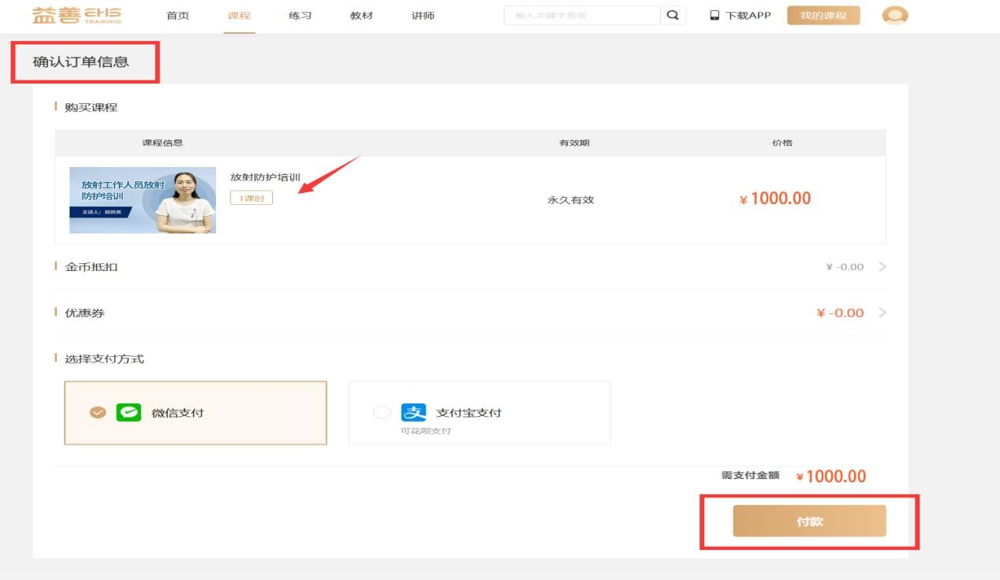 益善 EHS TRAINING 首页 课程 练习 教材 讲师 输入关键字查询 下载APP 我的课程
确认订单信息
购买课程
课程信息 有效期 价格
放射工作人员放射
防护培训
主讲人：韩邦秀
放射防护培训
1课时
永久有效
¥ 1000.00
金币抵扣 ¥ -0.00
优惠券 ¥ -0.00
选择支付方式
微信支付 支付宝支付
可花呗支付
需支付金额 ¥ 1000.00
付款